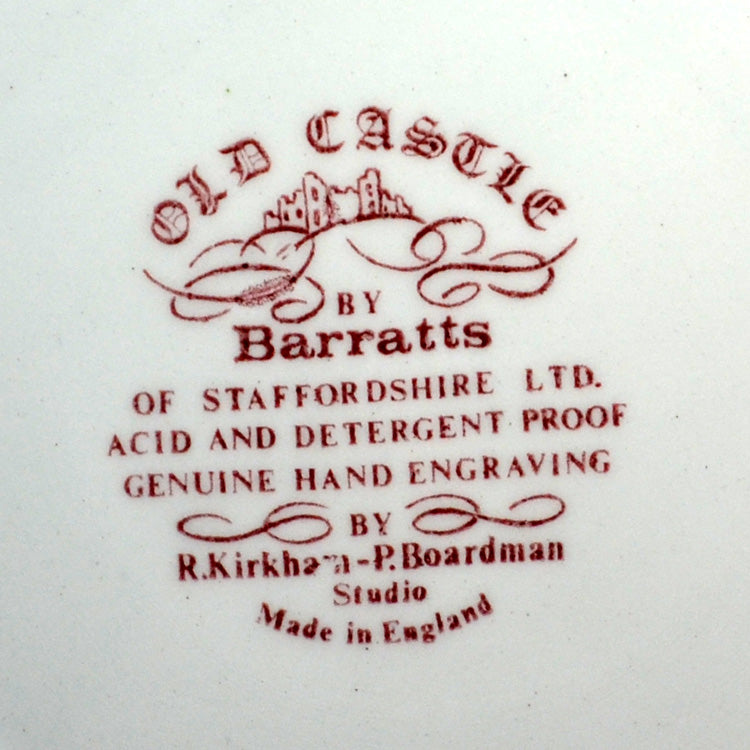 OLD CASTLE
BY
Barratts
OF STAFFORDSHIRE LTD.
ACID AND DETERGENT PROOF
GENUINE HAND ENGRAVING
BY
R.Kirkham-P.Boardman
Studio
Made in England